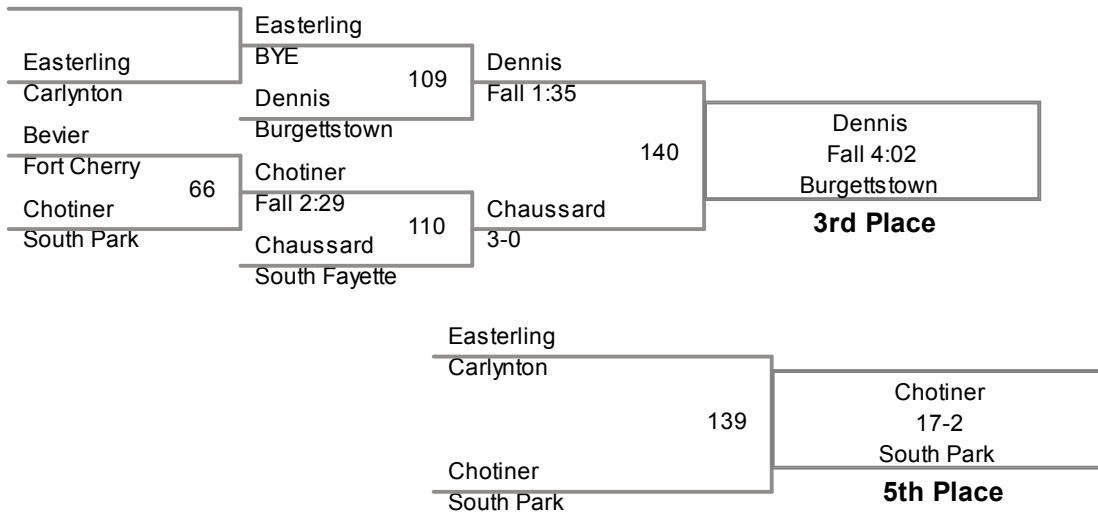 Easterling
Carlynton
Bevier
Fort Cherry
66
Chotiner
South Park
Easterling
BYE
109
Dennis
Burgettstown
Chotiner
Fall 2:29
110
Chaussard
South Fayette
Dennis
Fall 1:35
140
Chaussard
3-0
Dennis
Fall 4:02
Burgettstown
3rd Place
Easterling
Carlynton
139
Chotiner
South Park
Chotiner
17-2
South Park
5th Place